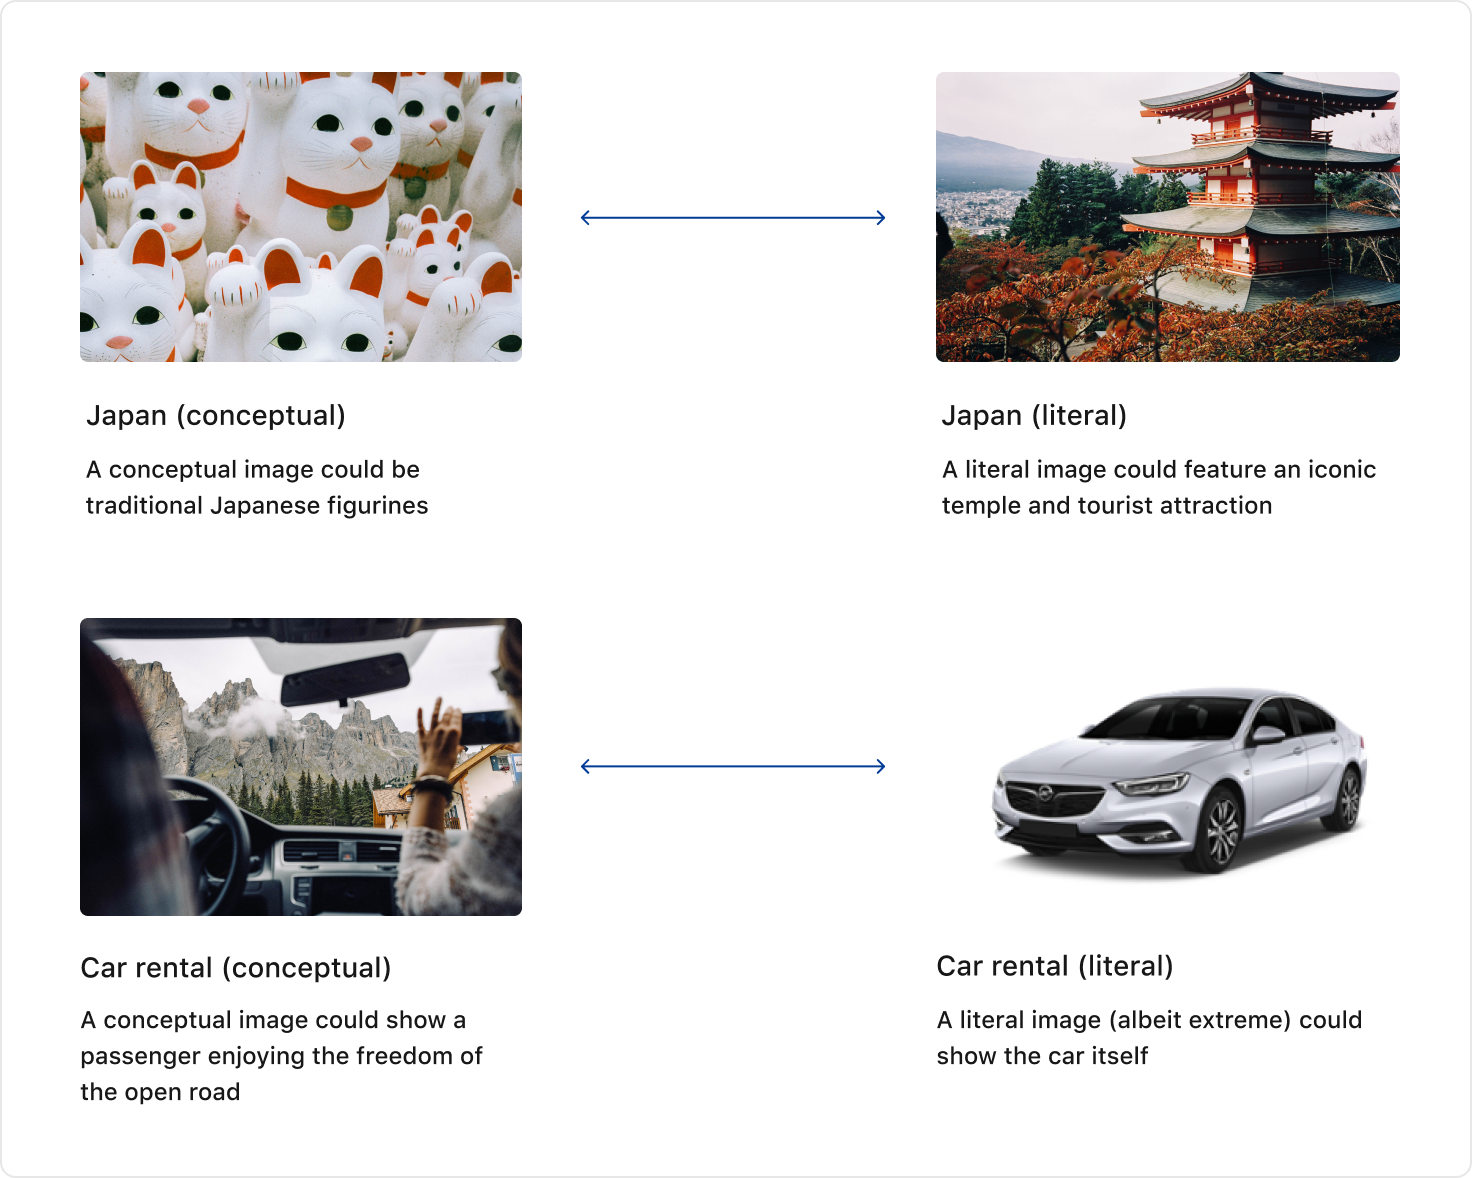 Japan (conceptual)
A conceptual image could be
traditional Japanese figurines
Japan (literal)
A literal image could feature an iconic
temple and tourist attraction
Car rental (conceptual)
A conceptual image could show a
passenger enjoying the freedom of
the open road
Car rental (literal)
A literal image (albeit extreme) could
show the car itself